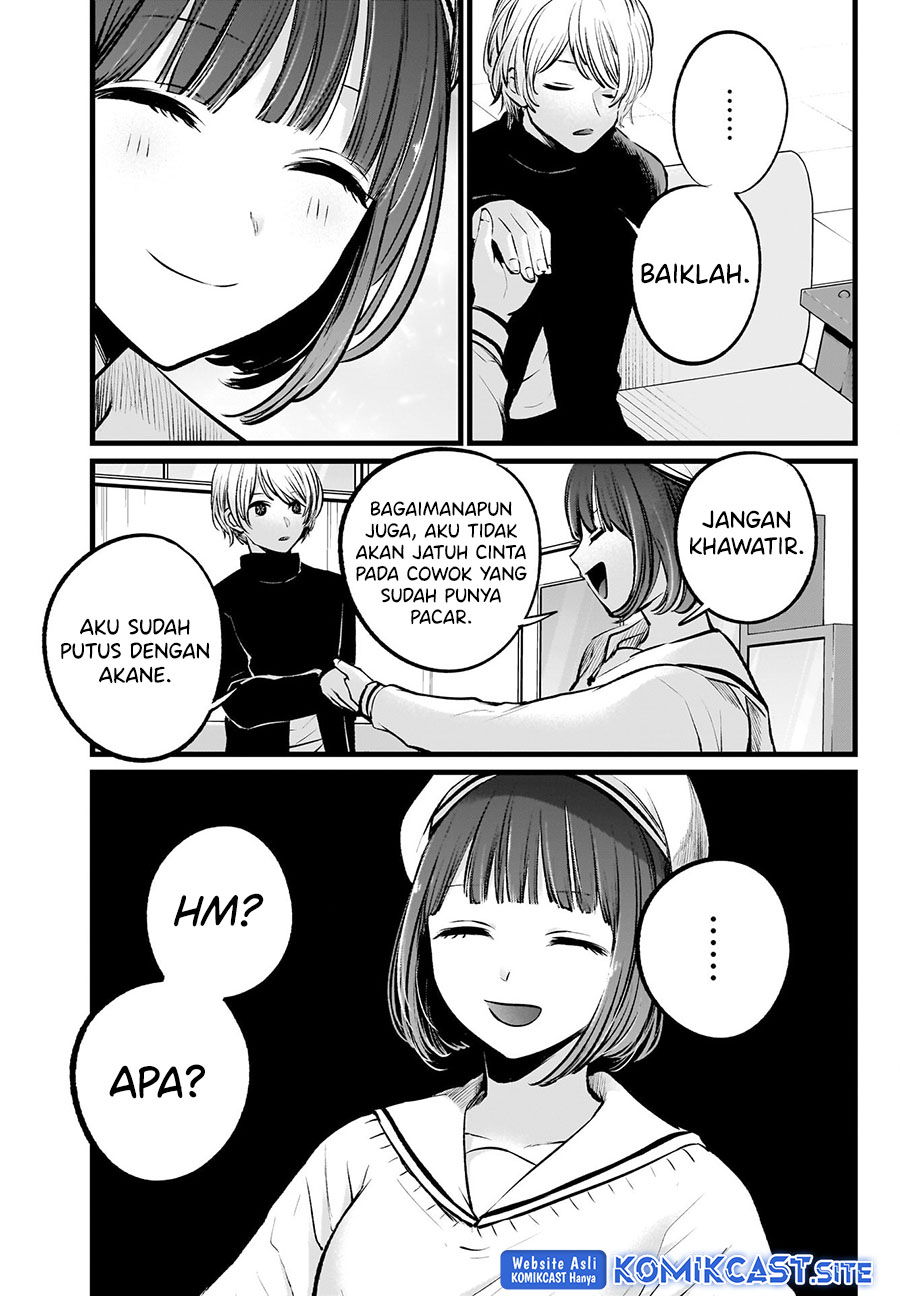 ......
BAIKLAH.
JANGAN
KHAWATIR.
BAGAIMANAPUN
JUGA, AKU TIDAK
AKAN JATUH CINTA
PADA COWOK YANG
SUDAH PUNYA
PACAR.
AKU SUDAH
PUTUS DENGAN
AKANE.
......
HM?
APA?
Website Asli
KOMIKCAST Hanya
KOMIKCAST.SITE